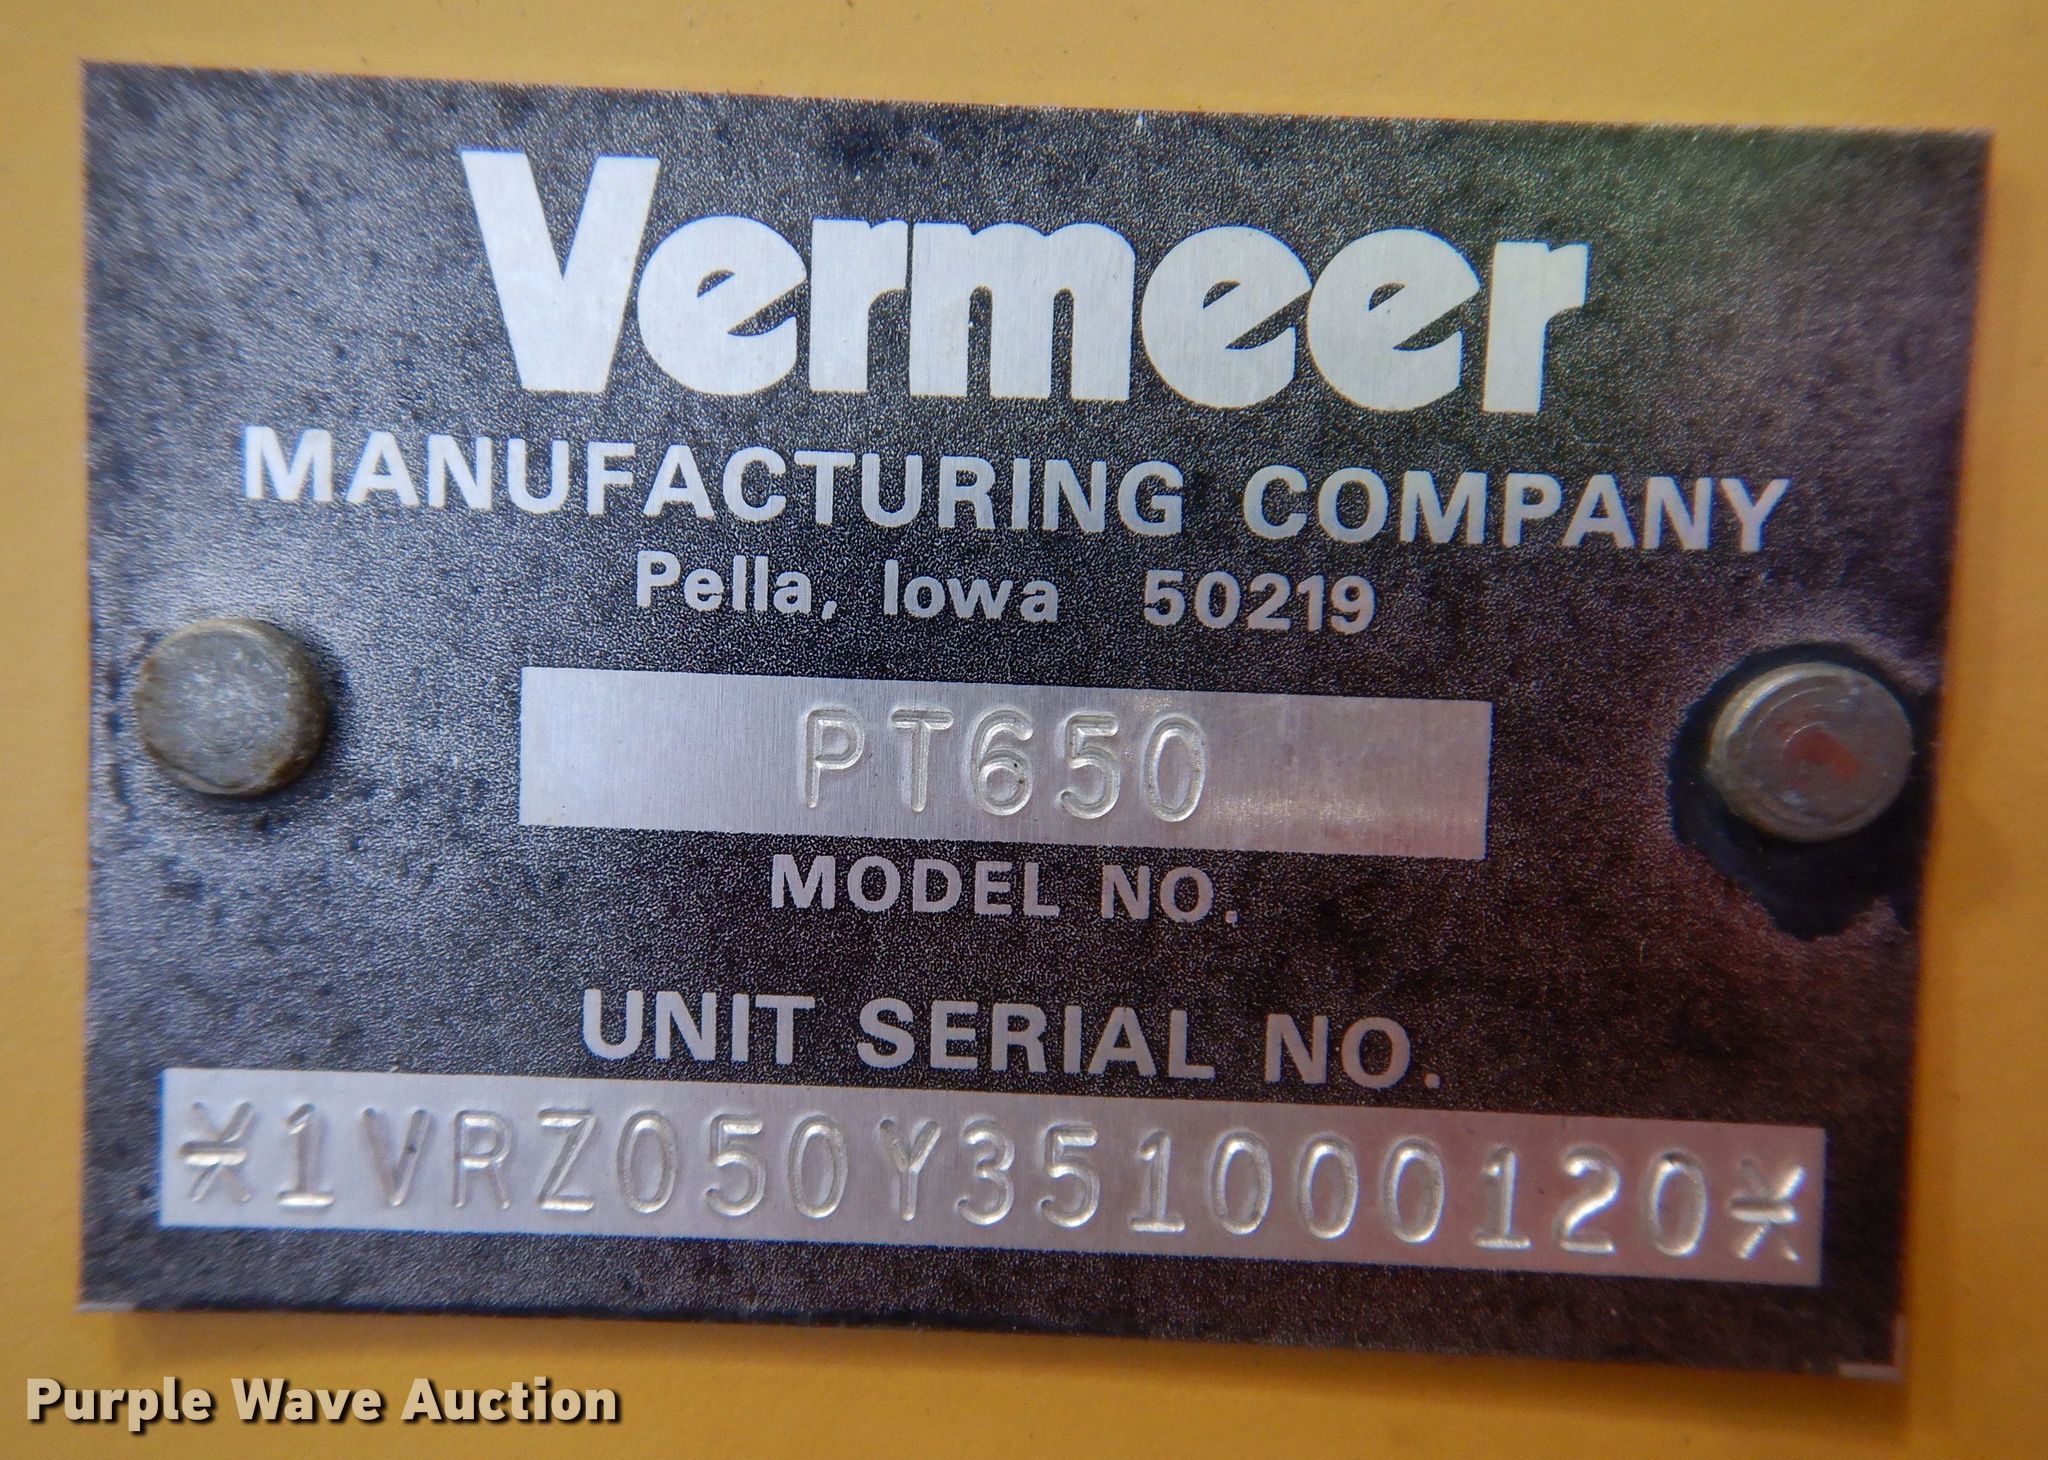 Vermeer
MANUFACTURING COMPANY
Pella, Iowa 50219
PT650
MODEL NO.
UNIT SERIAL NO.
*1VRZ050Y351000120*
Purple Wave Auction